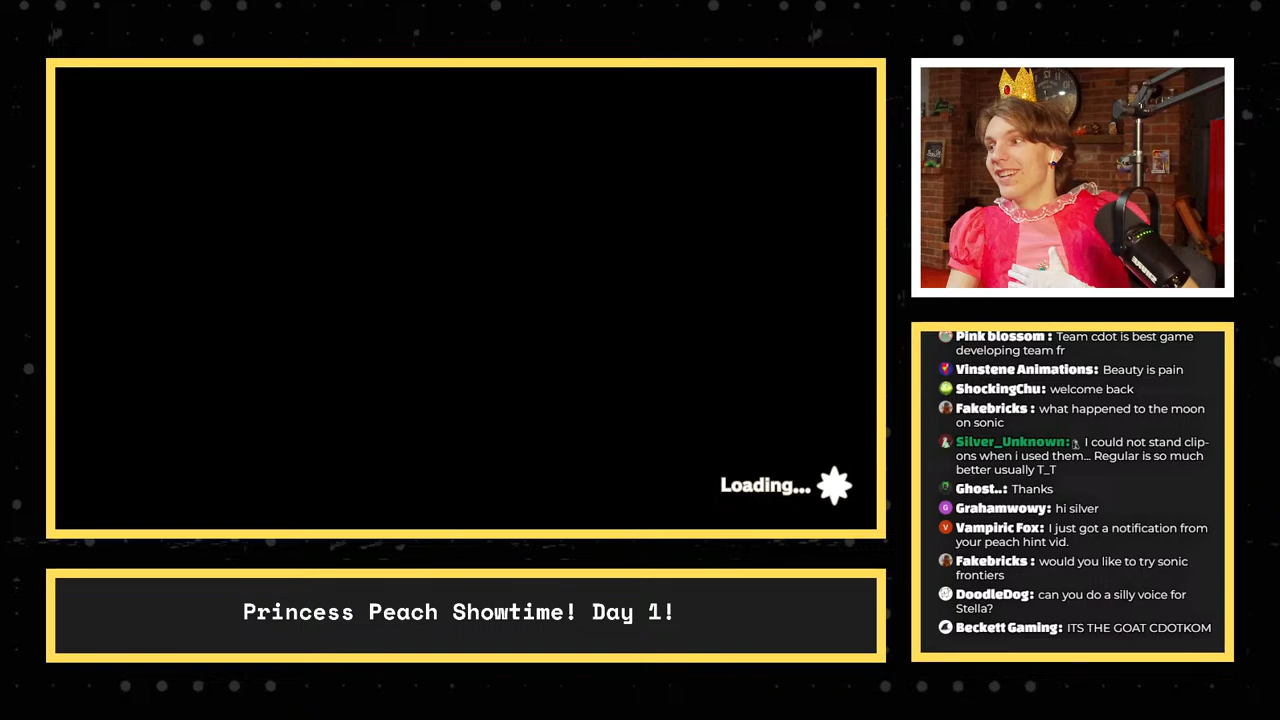 Loading...
Princess Peach Showtime! Day 1!
Pink blossom : Team cdot is best game
developing team fr
Vinstene Animations: Beauty is pain
ShockingChu: welcome back
Fakebricks : what happened to the moon
on sonic
Silver_Unknown: I could not stand clip-
ons when i used them... Regular is so much
better usually T_T
Ghost..: Thanks
Grahamwowy: hi silver
Vampiric Fox: I just got a notification from
your peach hint vid.
Fakebricks : would you like to try sonic
frontiers
DoodleDog: can you do a silly voice for
Stella?
Beckett Gaming: ITS THE GOAT CDOTKOM